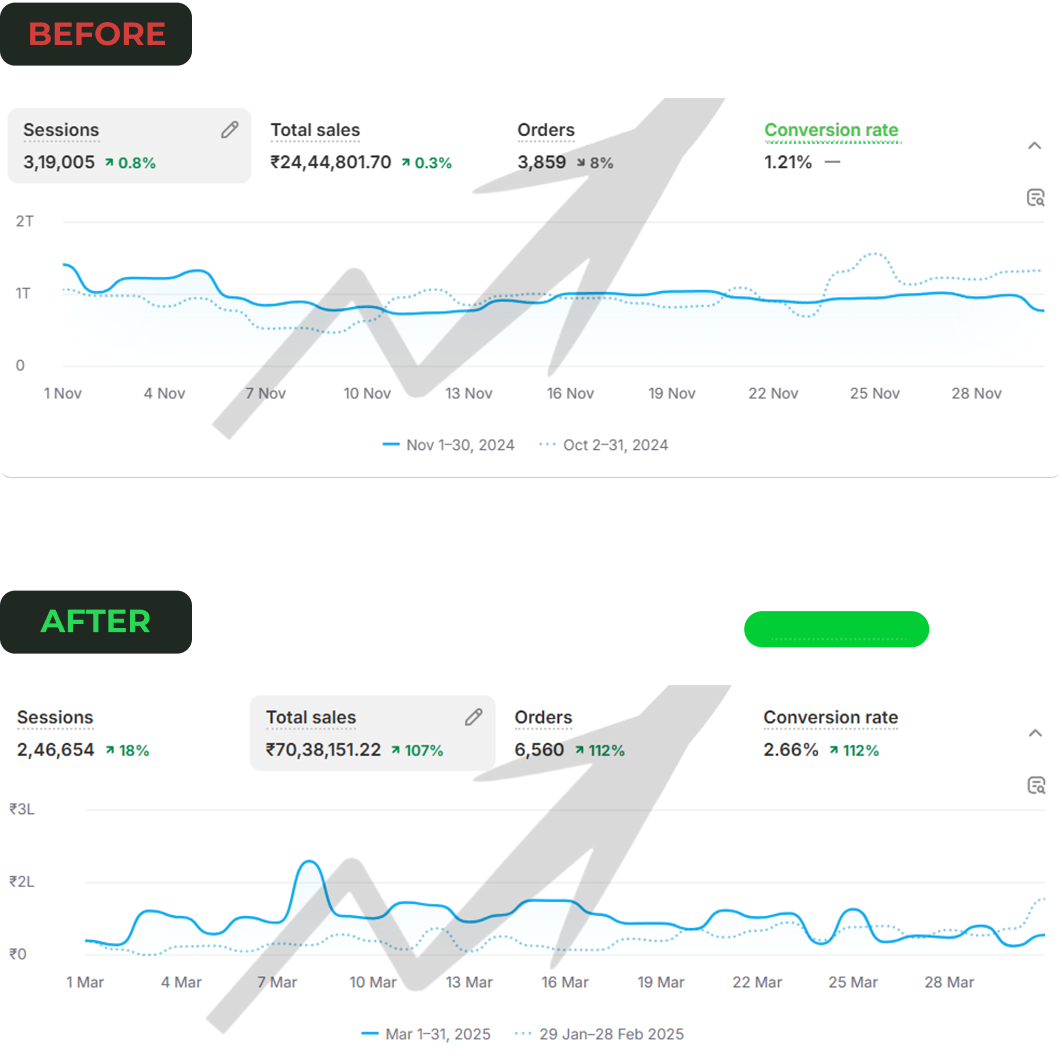 BEFORE
Sessions Total sales Orders Conversion rate
3,19,005 0.8% ₹24,44,801.70 0.3% 3,859 8% 1.21% —
2T
1T
0
1 Nov 4 Nov 7 Nov 10 Nov 13 Nov 16 Nov 19 Nov 22 Nov 25 Nov 28 Nov
Nov 1–30, 2024 Oct 2–31, 2024
AFTER
Sessions Total sales Orders Conversion rate
2,46,654 18% ₹70,38,151.22 107% 6,560 112% 2.66% 112%
₹3L
₹2L
₹0
1 Mar 4 Mar 7 Mar 10 Mar 13 Mar 16 Mar 19 Mar 22 Mar 25 Mar 28 Mar
Mar 1–31, 2025 29 Jan–28 Feb 2025